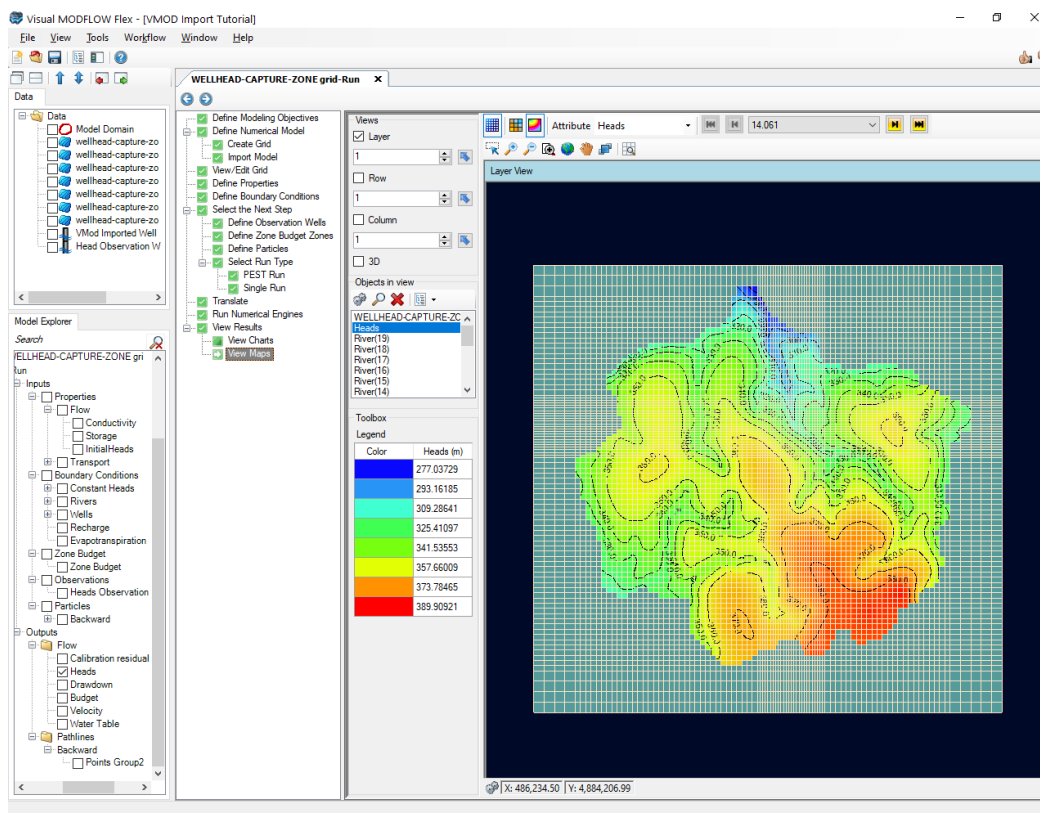 Visual MODFLOW Flex - [VMOD Import Tutorial]
File View Tools Workflow Window Help
WELLHEAD-CAPTURE-ZONE grid-Run X
Data
Data
Model Domain
wellhead-capture-zo
wellhead-capture-zo
wellhead-capture-zo
wellhead-capture-zo
wellhead-capture-zo
wellhead-capture-zo
wellhead-capture-zo
VMod Imported Well
Head Observation W
Model Explorer
Search
/ELLHEAD-CAPTURE-ZONE gri
Run
Inputs
Properties
Flow
Conductivity
Storage
InitialHeads
Transport
Boundary Conditions
Constant Heads
Rivers
Wells
Recharge
Evapotranspiration
Zone Budget
Zone Budget
Observations
Heads Observation
Particles
Backward
Outputs
Flow
Calibration residual
Heads
Drawdown
Budget
Velocity
Water Table
Pathlines
Backward
Points Group2
Define Modeling Objectives
Define Numerical Model
Create Grid
Import Model
View/Edit Grid
Define Properties
Define Boundary Conditions
Select the Next Step
Define Observation Wells
Define Zone Budget Zones
Define Particles
Select Run Type
PEST Run
Single Run
Translate
Run Numerical Engines
View Results
View Charts
View Maps
Views
Layer
1
Row
1
Column
1
3D
Objects in view
WELLHEAD-CAPTURE-ZC
Heads
River(19)
River(18)
River(17)
River(16)
River(15)
River(14)
Toolbox
Legend
Color Heads (m)
277.03729
293.16185
309.28641
325.41097
341.53553
357.66009
373.78465
389.90921
Attribute Heads 14.061
Layer View
X: 486,234.50 Y: 4,884,206.99